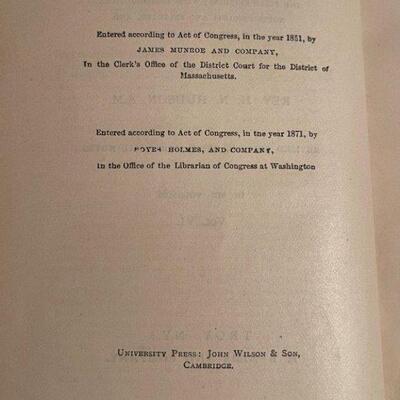 Entered according to Act of Congress, in the year 1851, by
JAMES MUNROE AND COMPANY,
In the Clerk's Office of the District Court for the District of
Massachusetts.
Entered according to Act of Congress, in the year 1871, by
HOLMES, AND COMPANY,
in the Office of the Librarian of Congress at Washington
University Press: John Wilson & Son,
Cambridge.